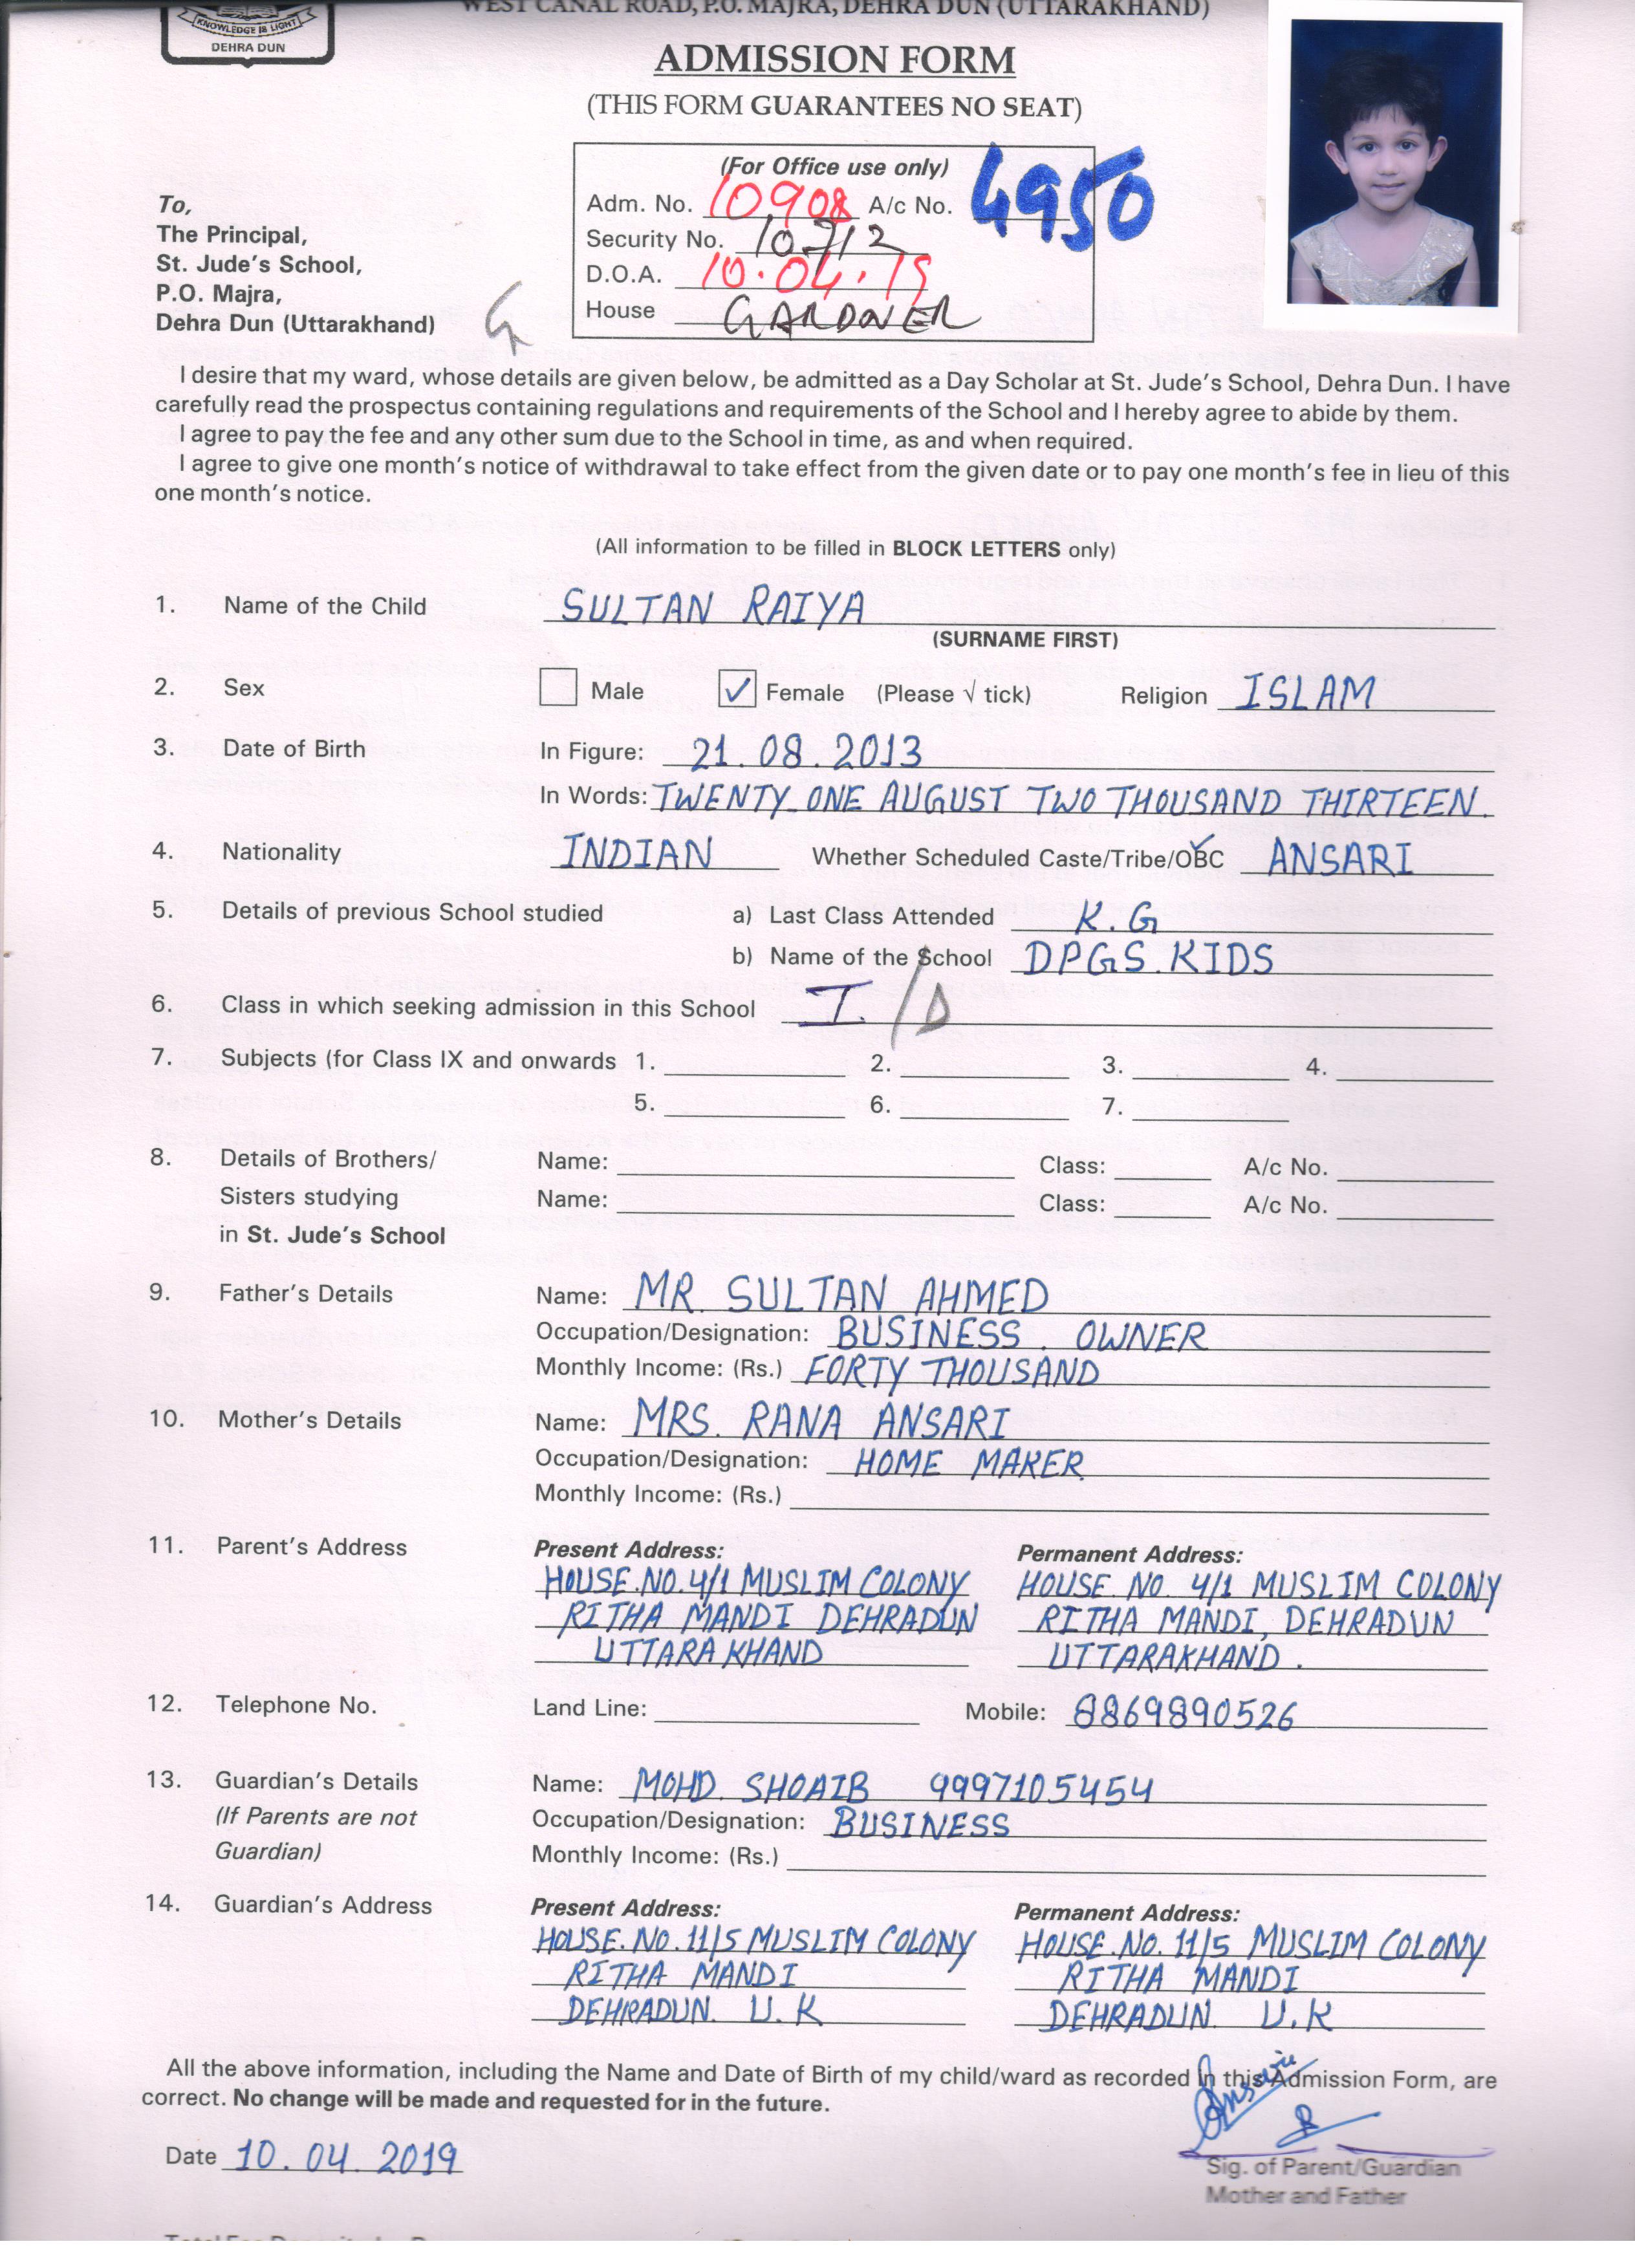 WEST CANAL ROAD, P.O. MAJRA, DEHRA DUN (UTTARAKHAND)
KNOWLEDGE IS LIGHT
DEHRA DUN
ADMISSION FORM
(THIS FORM GUARANTEES NO SEAT)
(For Office use only)
Adm. No. 10908 A/c No. 4950
Security No. 10712
D.O.A. 10.04.19
House GARDNER
To,
The Principal,
St. Jude's School,
P.O. Majra,
Dehra Dun (Uttarakhand)
G
I desire that my ward, whose details are given below, be admitted as a Day Scholar at St. Jude's School, Dehra Dun. I have
carefully read the prospectus containing regulations and requirements of the School and I hereby agree to abide by them.
I agree to pay the fee and any other sum due to the School in time, as and when required.
I agree to give one month's notice of withdrawal to take effect from the given date or to pay one month's fee in lieu of this
one month's notice.
(All information to be filled in BLOCK LETTERS only)
1. Name of the Child SULTAN RAIYA
(SURNAME FIRST)
2. Sex Male ✓ Female (Please √ tick) Religion ISLAM
3. Date of Birth In Figure: 21.08.2013
In Words: TWENTY ONE AUGUST TWO THOUSAND THIRTEEN.
4. Nationality INDIAN Whether Scheduled Caste/Tribe/OBC ✓ ANSARI
5. Details of previous School studied a) Last Class Attended K.G
b) Name of the School DPGS.KIDS
6. Class in which seeking admission in this School I. /D
7. Subjects (for Class IX and onwards 1. 2. 3. 4.
5. 6. 7.
8. Details of Brothers/ Name: Class: A/c No.
Sisters studying Name: Class: A/c No.
in St. Jude's School
9. Father's Details Name: MR. SULTAN AHMED
Occupation/Designation: BUSINESS . OWNER
Monthly Income: (Rs.) FORTY THOUSAND
10. Mother's Details Name: MRS. RANA ANSARI
Occupation/Designation: HOME MAKER
Monthly Income: (Rs.)
11. Parent's Address Present Address: Permanent Address:
HOUSE.NO.4/1 MUSLIM COLONY HOUSE NO 4/1 MUSLIM COLONY
RITHA MANDI DEHRADUN RITHA MANDI, DEHRADUN
UTTARAKHAND UTTARAKHAND.
12. Telephone No. Land Line: Mobile: 8869890526
13. Guardian's Details Name: MOHD. SHOAIB 9997105454
(If Parents are not Occupation/Designation: BUSINESS
Guardian) Monthly Income: (Rs.)
14. Guardian's Address Present Address: Permanent Address:
HOUSE.NO.11/5 MUSLIM COLONY HOUSE.NO.11/5 MUSLIM COLONY
RITHA MANDI RITHA MANDI
DEHRADUN. U.K DEHRADUN. U.K
All the above information, including the Name and Date of Birth of my child/ward as recorded in this Admission Form, are
correct. No change will be made and requested for in the future.
Date 10.04.2019
Sig. of Parent/Guardian
Mother and Father